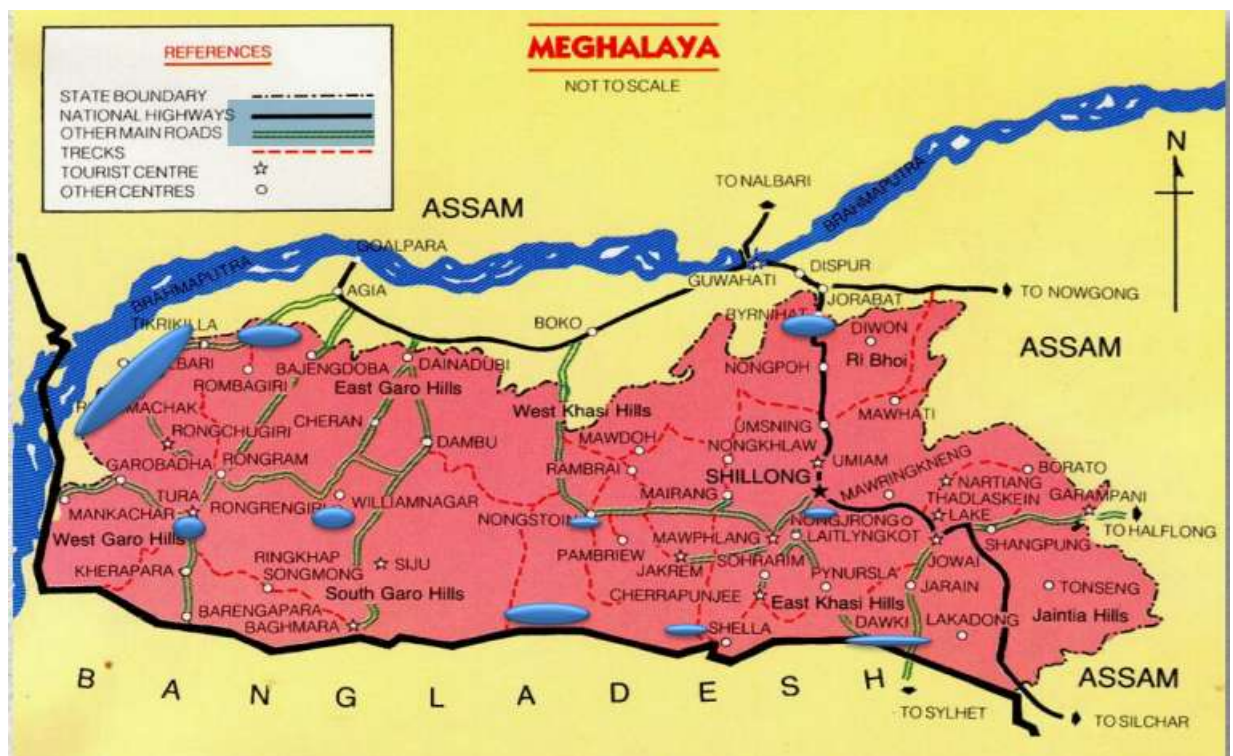 MEGHALAYA
NOT TO SCALE
REFERENCES
STATE BOUNDARY
NATIONAL HIGHWAYS
OTHER MAIN ROADS
TRECKS
TOURIST CENTRE
OTHER CENTRES
N
TO NALBARI
ASSAM
BRAHMAPUTRA
GOALPARA
GUWAHATI
DISPUR
BRAHMAPUTRA
AGIA
JORABAT
TO NOWGONG
TIKRIKILLA
BOKO
BYRNIHAT
DIWON
ASSAM
BAJENGDOBA
DAINADUBI
Ri Bhoi
ROMBAGIRI
East Garo Hills
NONGPOH
MACHAK
CHERAN
West Khasi Hills
MAWHATI
RONGCHUGIRI
DAMBU
MAWDOH
UMSNING
NONGKHLAW
GAROBADHA
RONGRAM
RAMBRAI
SHILLONG
UMIAM
MAWRINGKNENG
BORATO
NARTIANG
TURA
RONGRENGIRI
WILLIAMNAGAR
MAIRANG
THADLASKEIN
LAKE
GARAMPANI
MANKACHAR
NONGSTOIN
NONGJRONG
TO HALFLONG
West Garo Hills
PAMBRIEW
MAWPHLANG
LAITLYNGKOT
SHANGPUNG
KHERAPARA
RINGKHAP
SONGMONG
SIJU
JAKREM
SOHRARIM
PYNURSLA
JOWAI
JARAIN
TONSENG
South Garo Hills
CHERRAPUNJEE
East Khasi Hills
BARENGAPARA
BAGHMARA
SHELLA
DAWKI
LAKADONG
Jaintia Hills
B A N G L A D E S H
ASSAM
TO SYLHET
TO SILCHAR